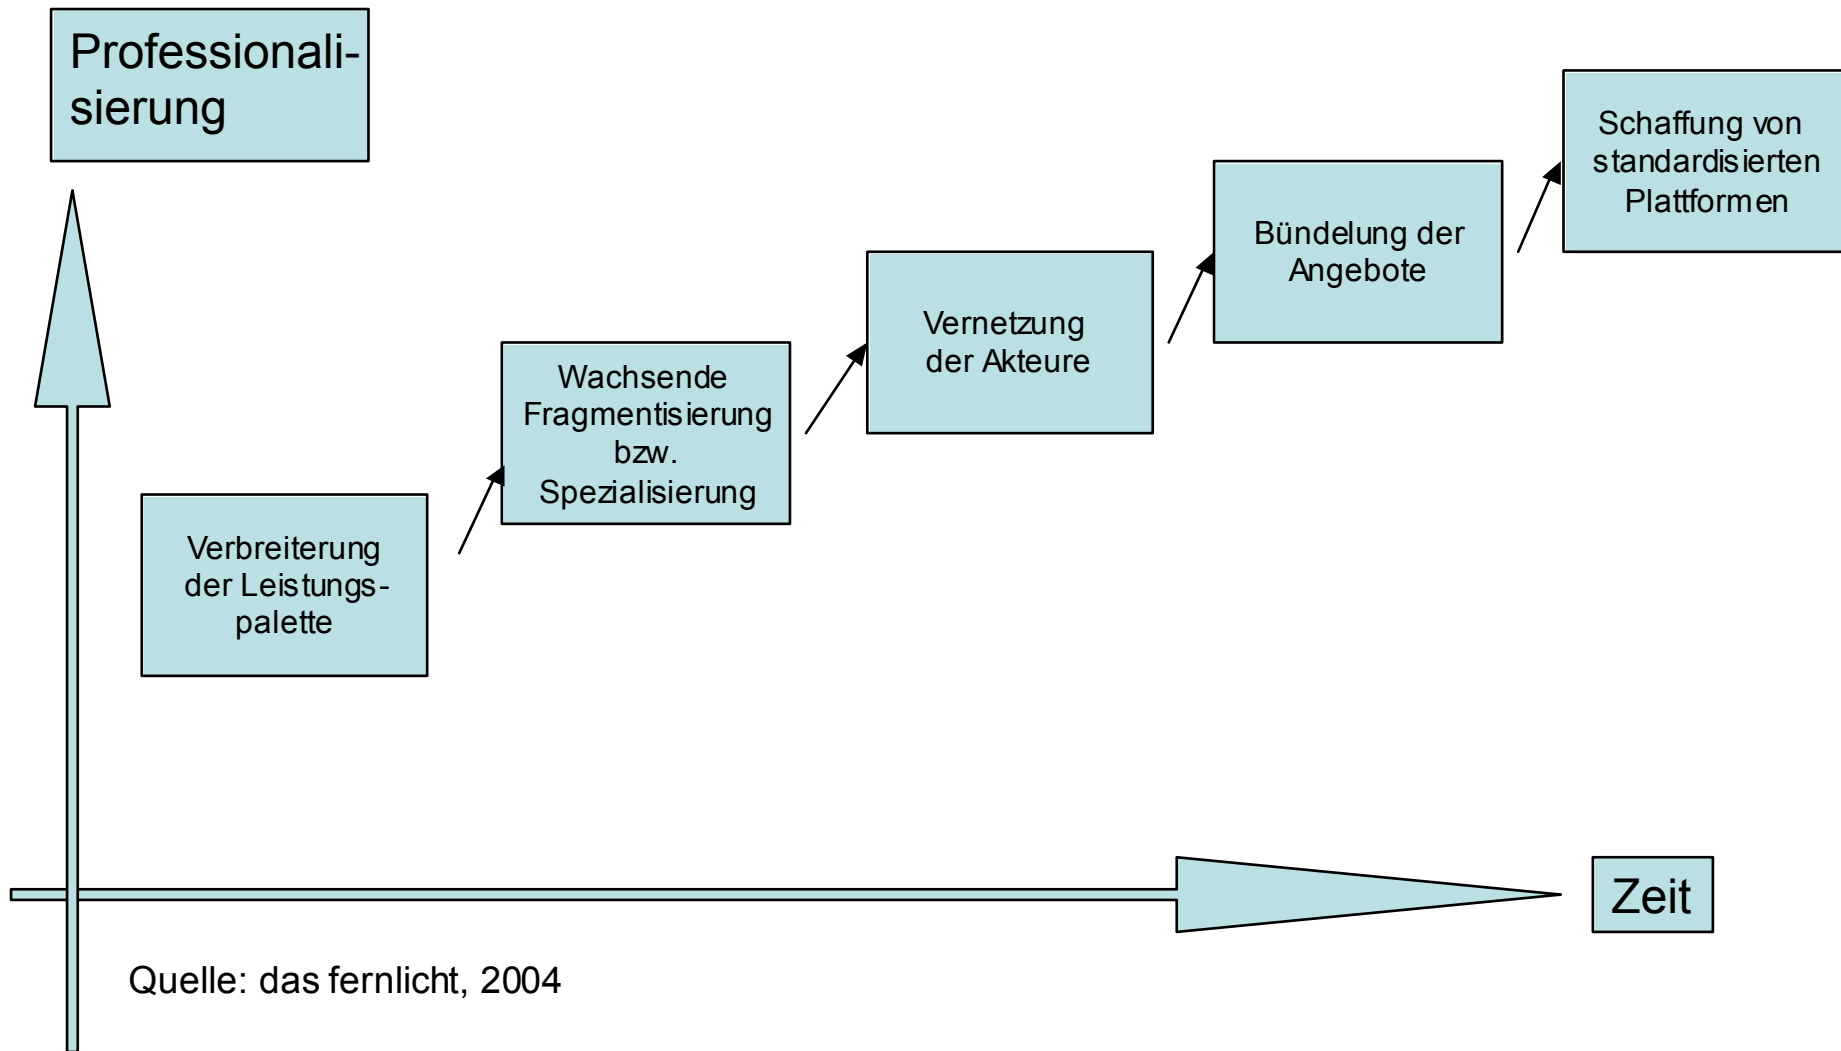 Professionali-
sierung
Verbreiterung
der Leistungs-
palette
Wachsende
Fragmentisierung
bzw.
Spezialisierung
Vernetzung
der Akteure
Bündelung der
Angebote
Schaffung von
standardisierten
Plattformen
Zeit
Quelle: das fernlicht, 2004